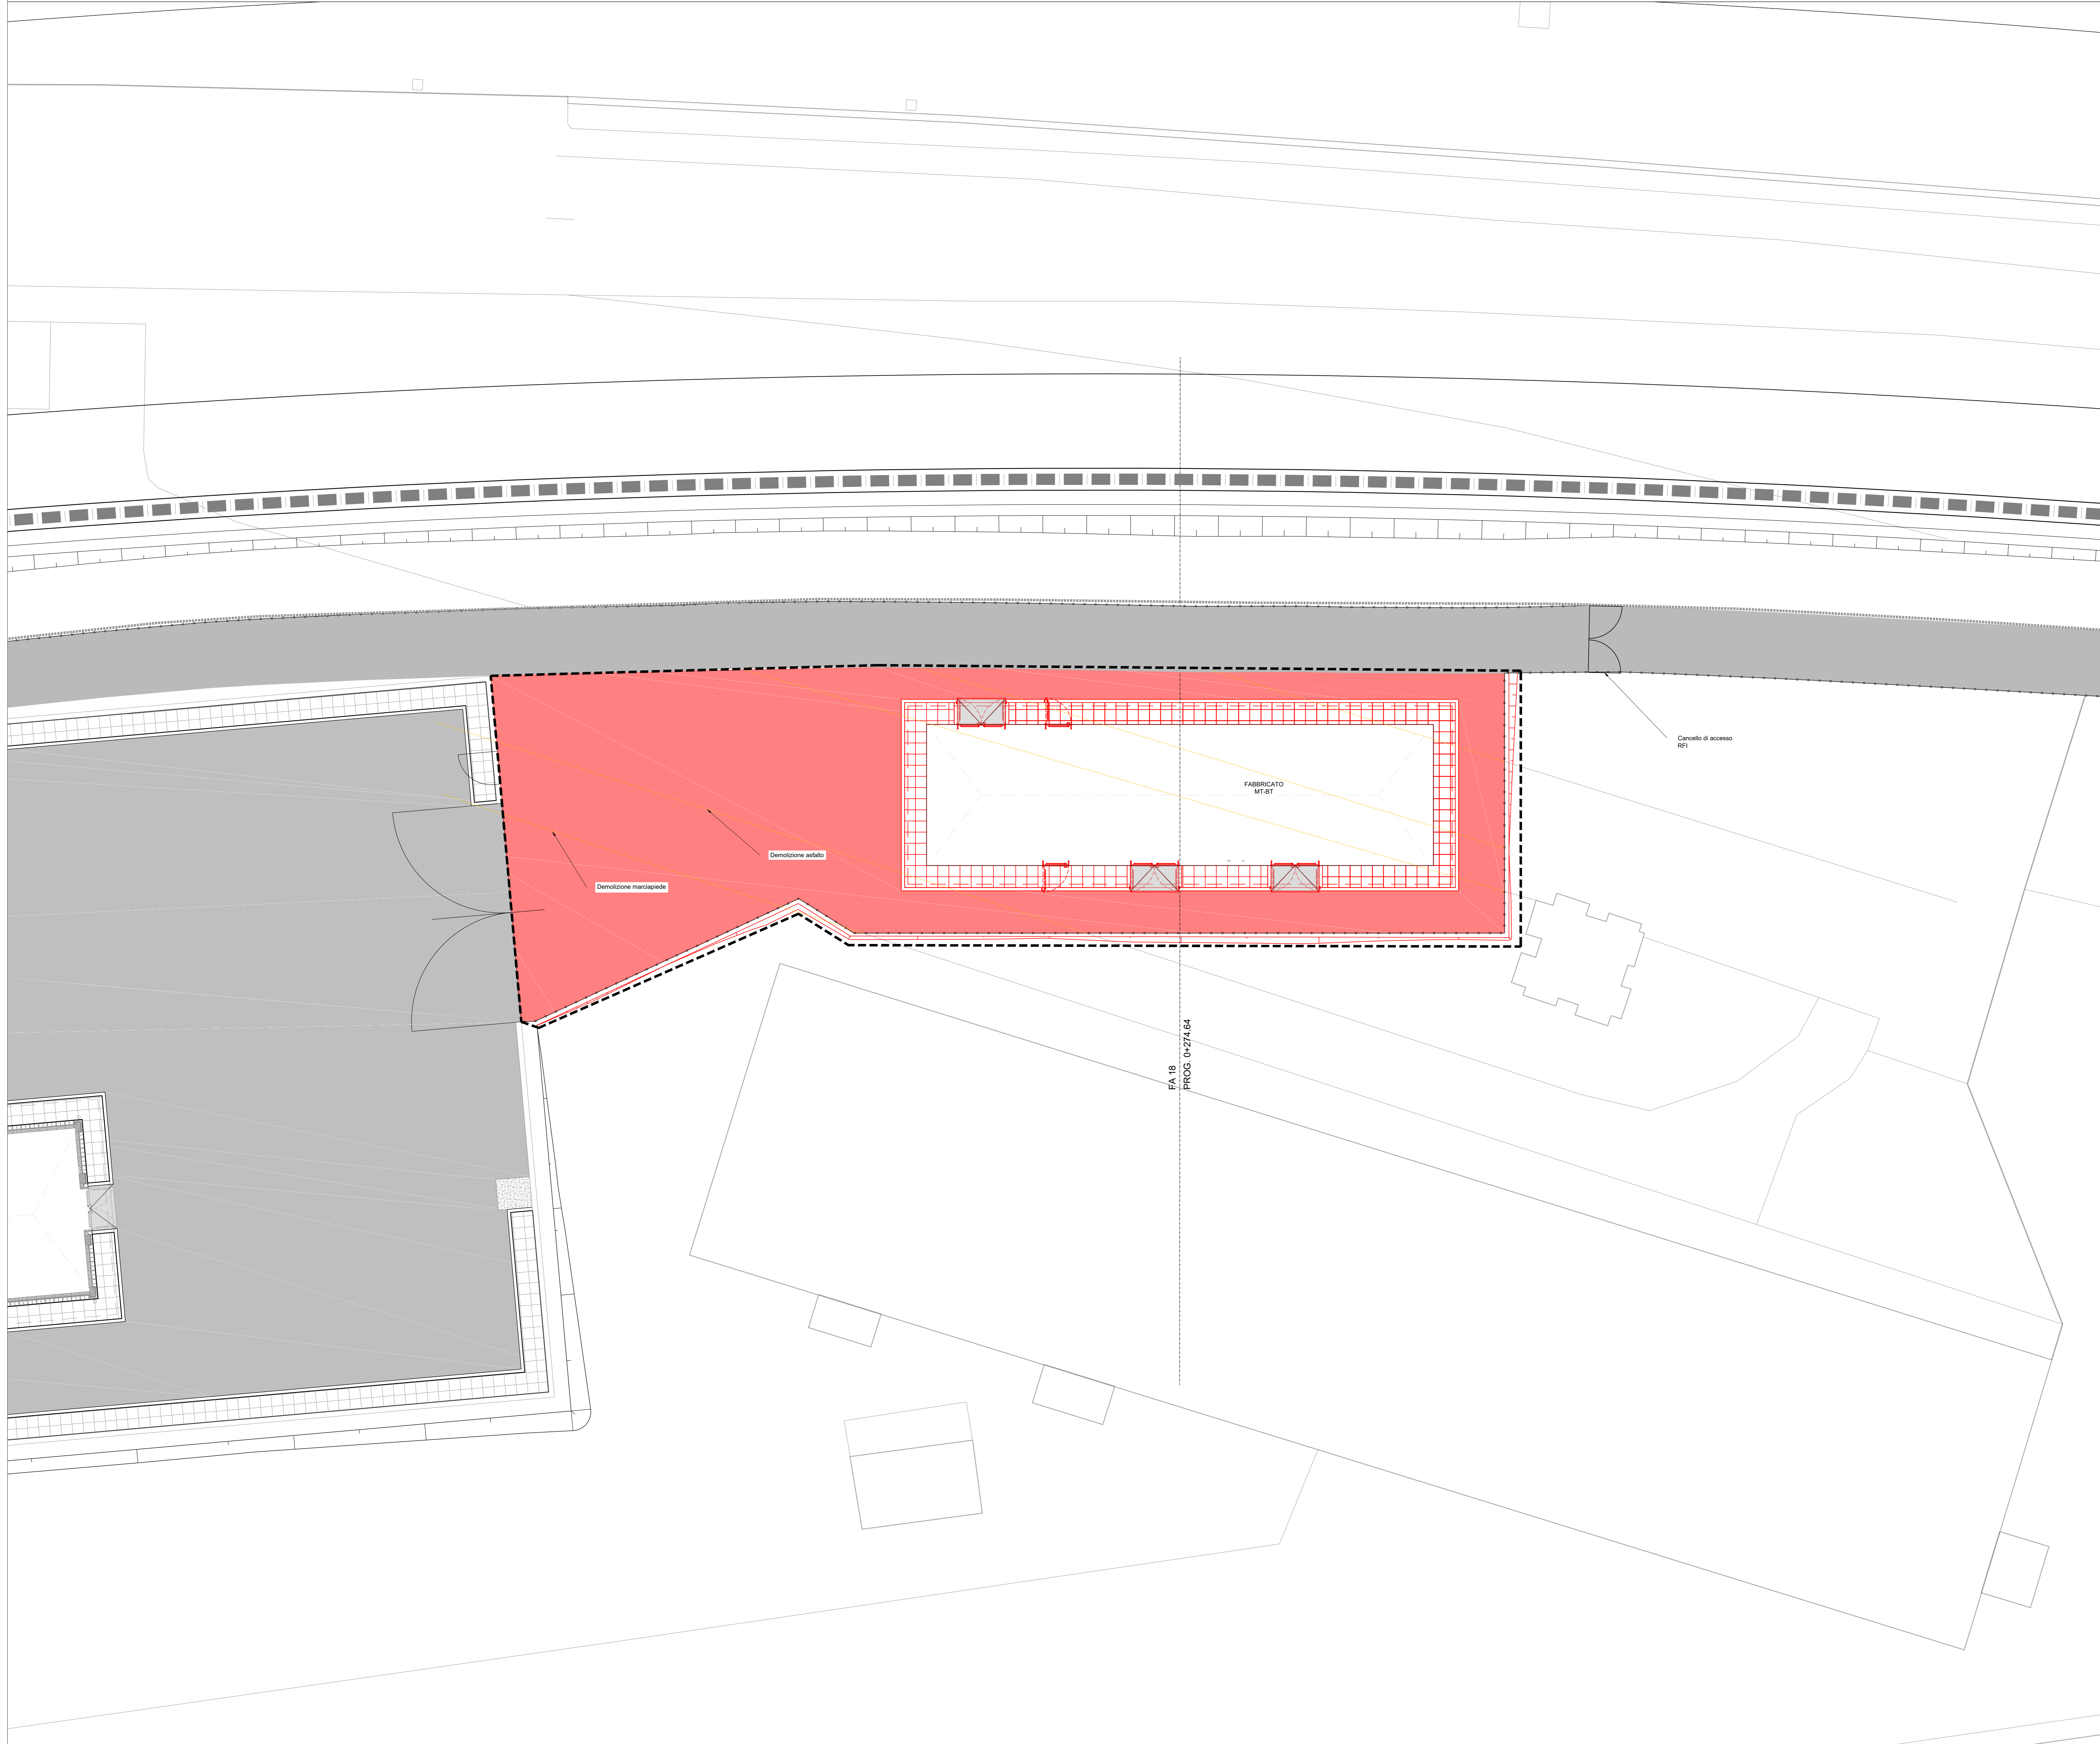 Cancello di accesso
RFI
FABBRICATO
MT-BT
Demolizione asfalto
Demolizione marciapiede
FA 18
PROG. 0+274.64